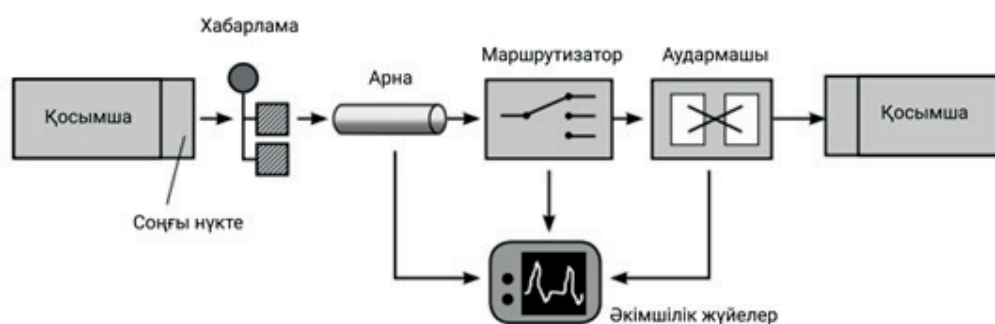 Хабарлама
Арна
Маршрутизатор
Аудармашы
Қосымша
Қосымша
Соңғы нүкте
Әкімшілік жүйелер